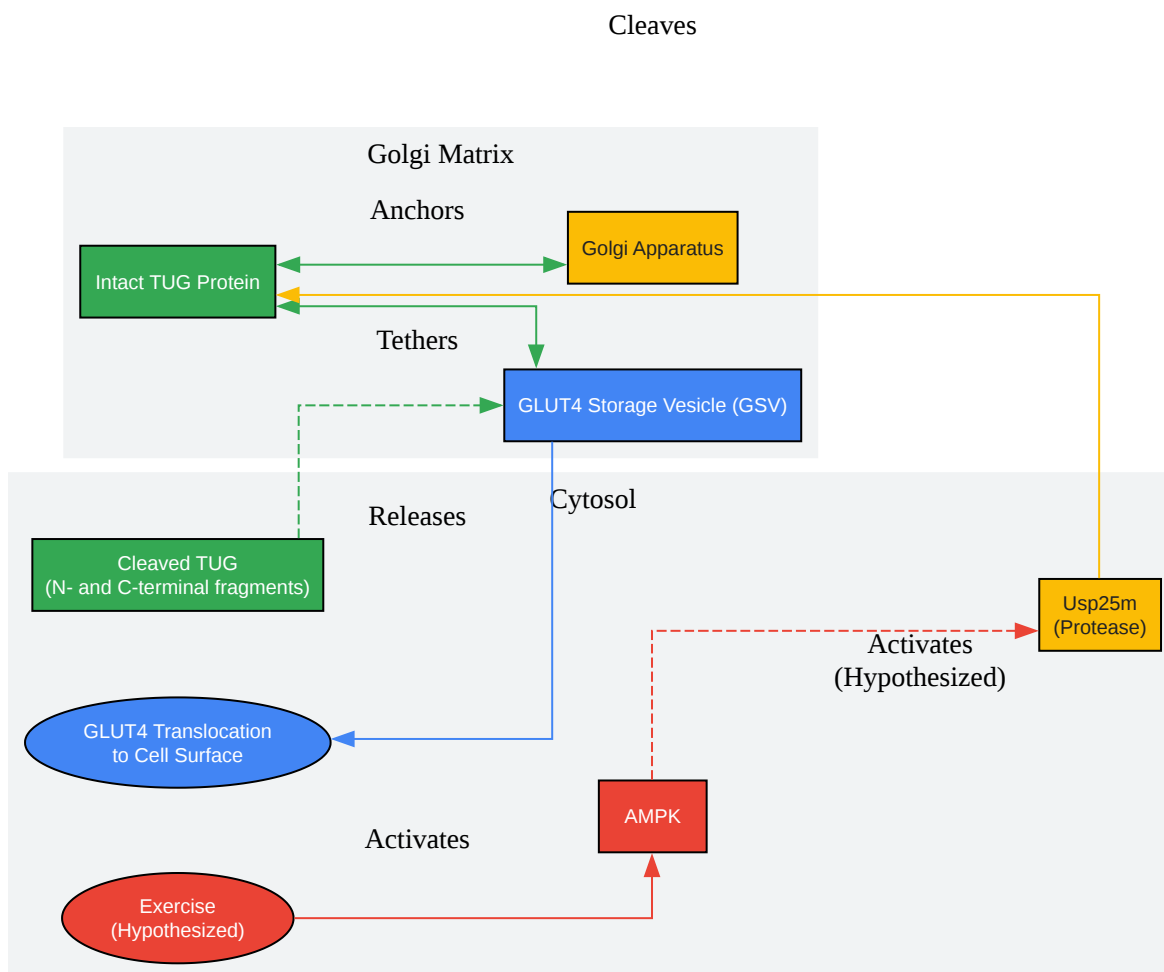 Cleaves
Golgi Matrix
Anchors
Golgi Apparatus
Intact TUG Protein
Tethers
GLUT4 Storage Vesicle (GSV)
Cytosol
Releases
Cleaved TUG
(N- and C-terminal fragments)
Usp25m
(Protease)
Activates
(Hypothesized)
GLUT4 Translocation
to Cell Surface
AMPK
Activates
Exercise
(Hypothesized)